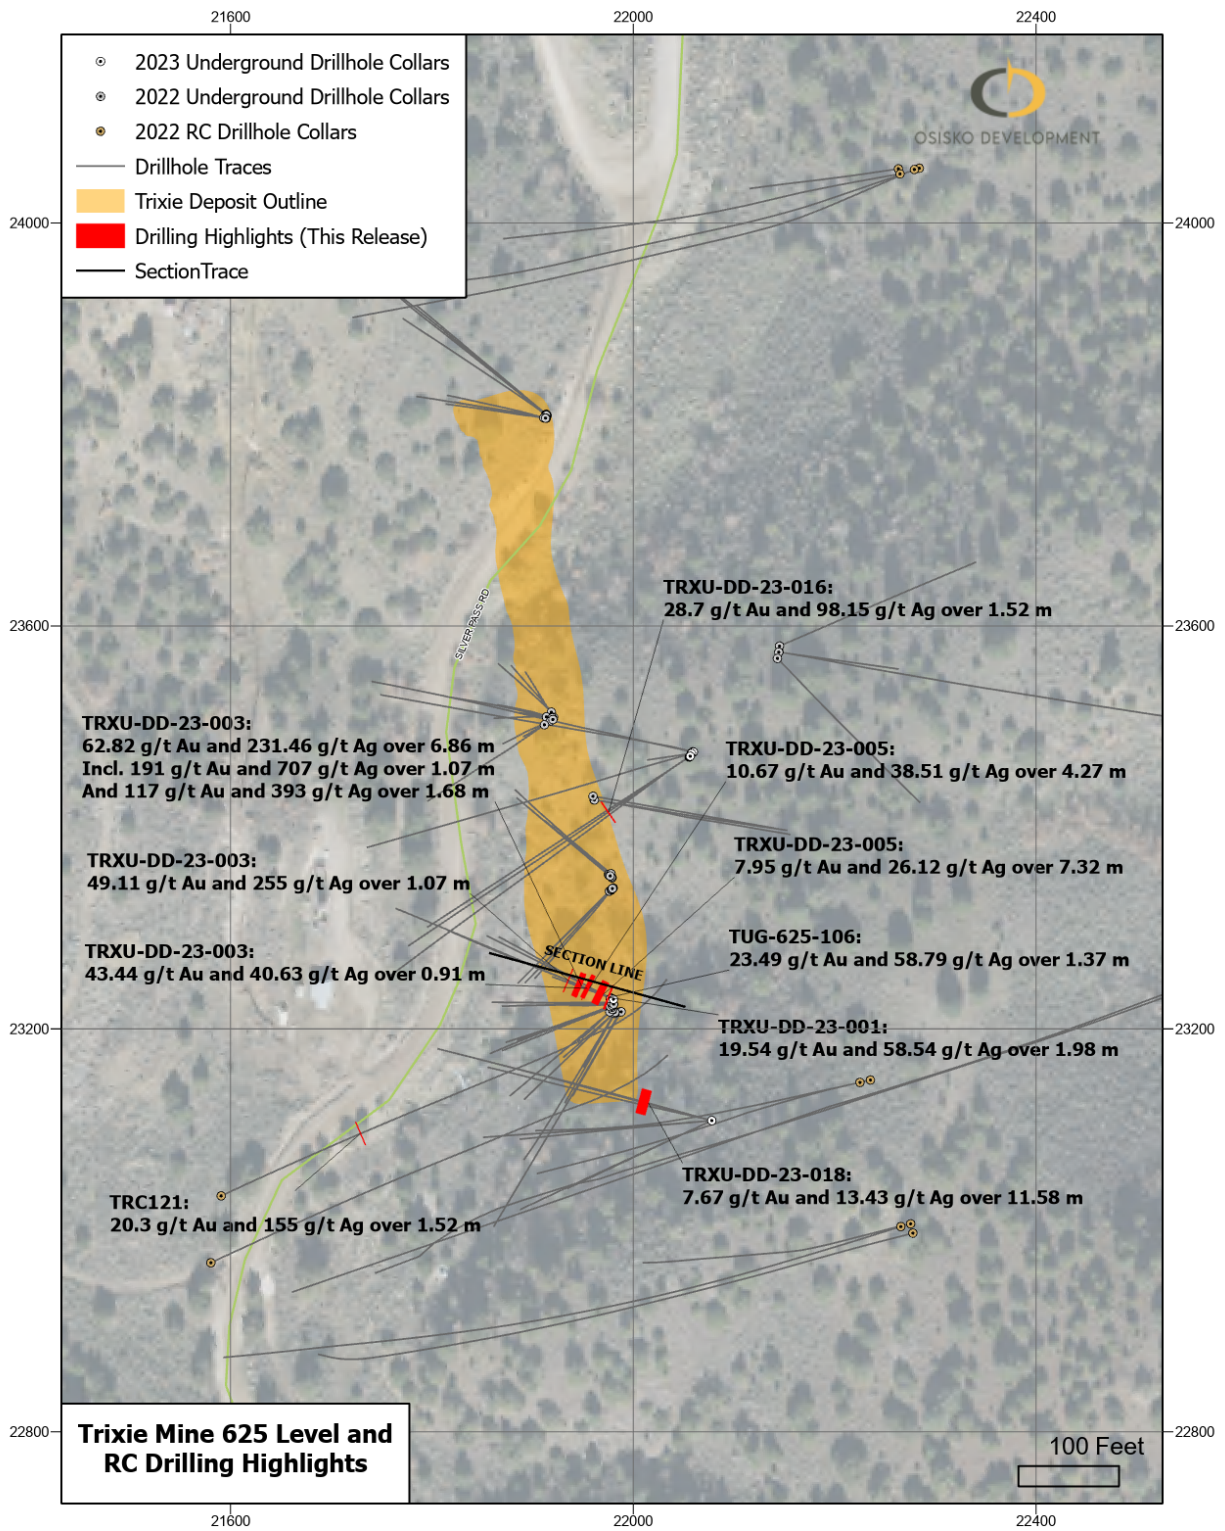 21600
22000
22400
2023 Underground Drillhole Collars
2022 Underground Drillhole Collars
2022 RC Drillhole Collars
Drillhole Traces
Trixie Deposit Outline
Drilling Highlights (This Release)
SectionTrace
OSISKO DEVELOPMENT
24000
24000
TRXU-DD-23-016:
28.7 g/t Au and 98.15 g/t Ag over 1.52 m
SILVER PASS RD
23600
23600
TRXU-DD-23-003:
62.82 g/t Au and 231.46 g/t Ag over 6.86 m
Incl. 191 g/t Au and 707 g/t Ag over 1.07 m
And 117 g/t Au and 393 g/t Ag over 1.68 m
TRXU-DD-23-005:
10.67 g/t Au and 38.51 g/t Ag over 4.27 m
TRXU-DD-23-005:
7.95 g/t Au and 26.12 g/t Ag over 7.32 m
TRXU-DD-23-003:
49.11 g/t Au and 255 g/t Ag over 1.07 m
TRXU-DD-23-003:
43.44 g/t Au and 40.63 g/t Ag over 0.91 m
SECTION LINE
TUG-625-106:
23.49 g/t Au and 58.79 g/t Ag over 1.37 m
23200
23200
TRXU-DD-23-001:
19.54 g/t Au and 58.54 g/t Ag over 1.98 m
TRXU-DD-23-018:
7.67 g/t Au and 13.43 g/t Ag over 11.58 m
TRC121:
20.3 g/t Au and 155 g/t Ag over 1.52 m
Trixie Mine 625 Level and
RC Drilling Highlights
22800
22800
100 Feet
21600
22000
22400